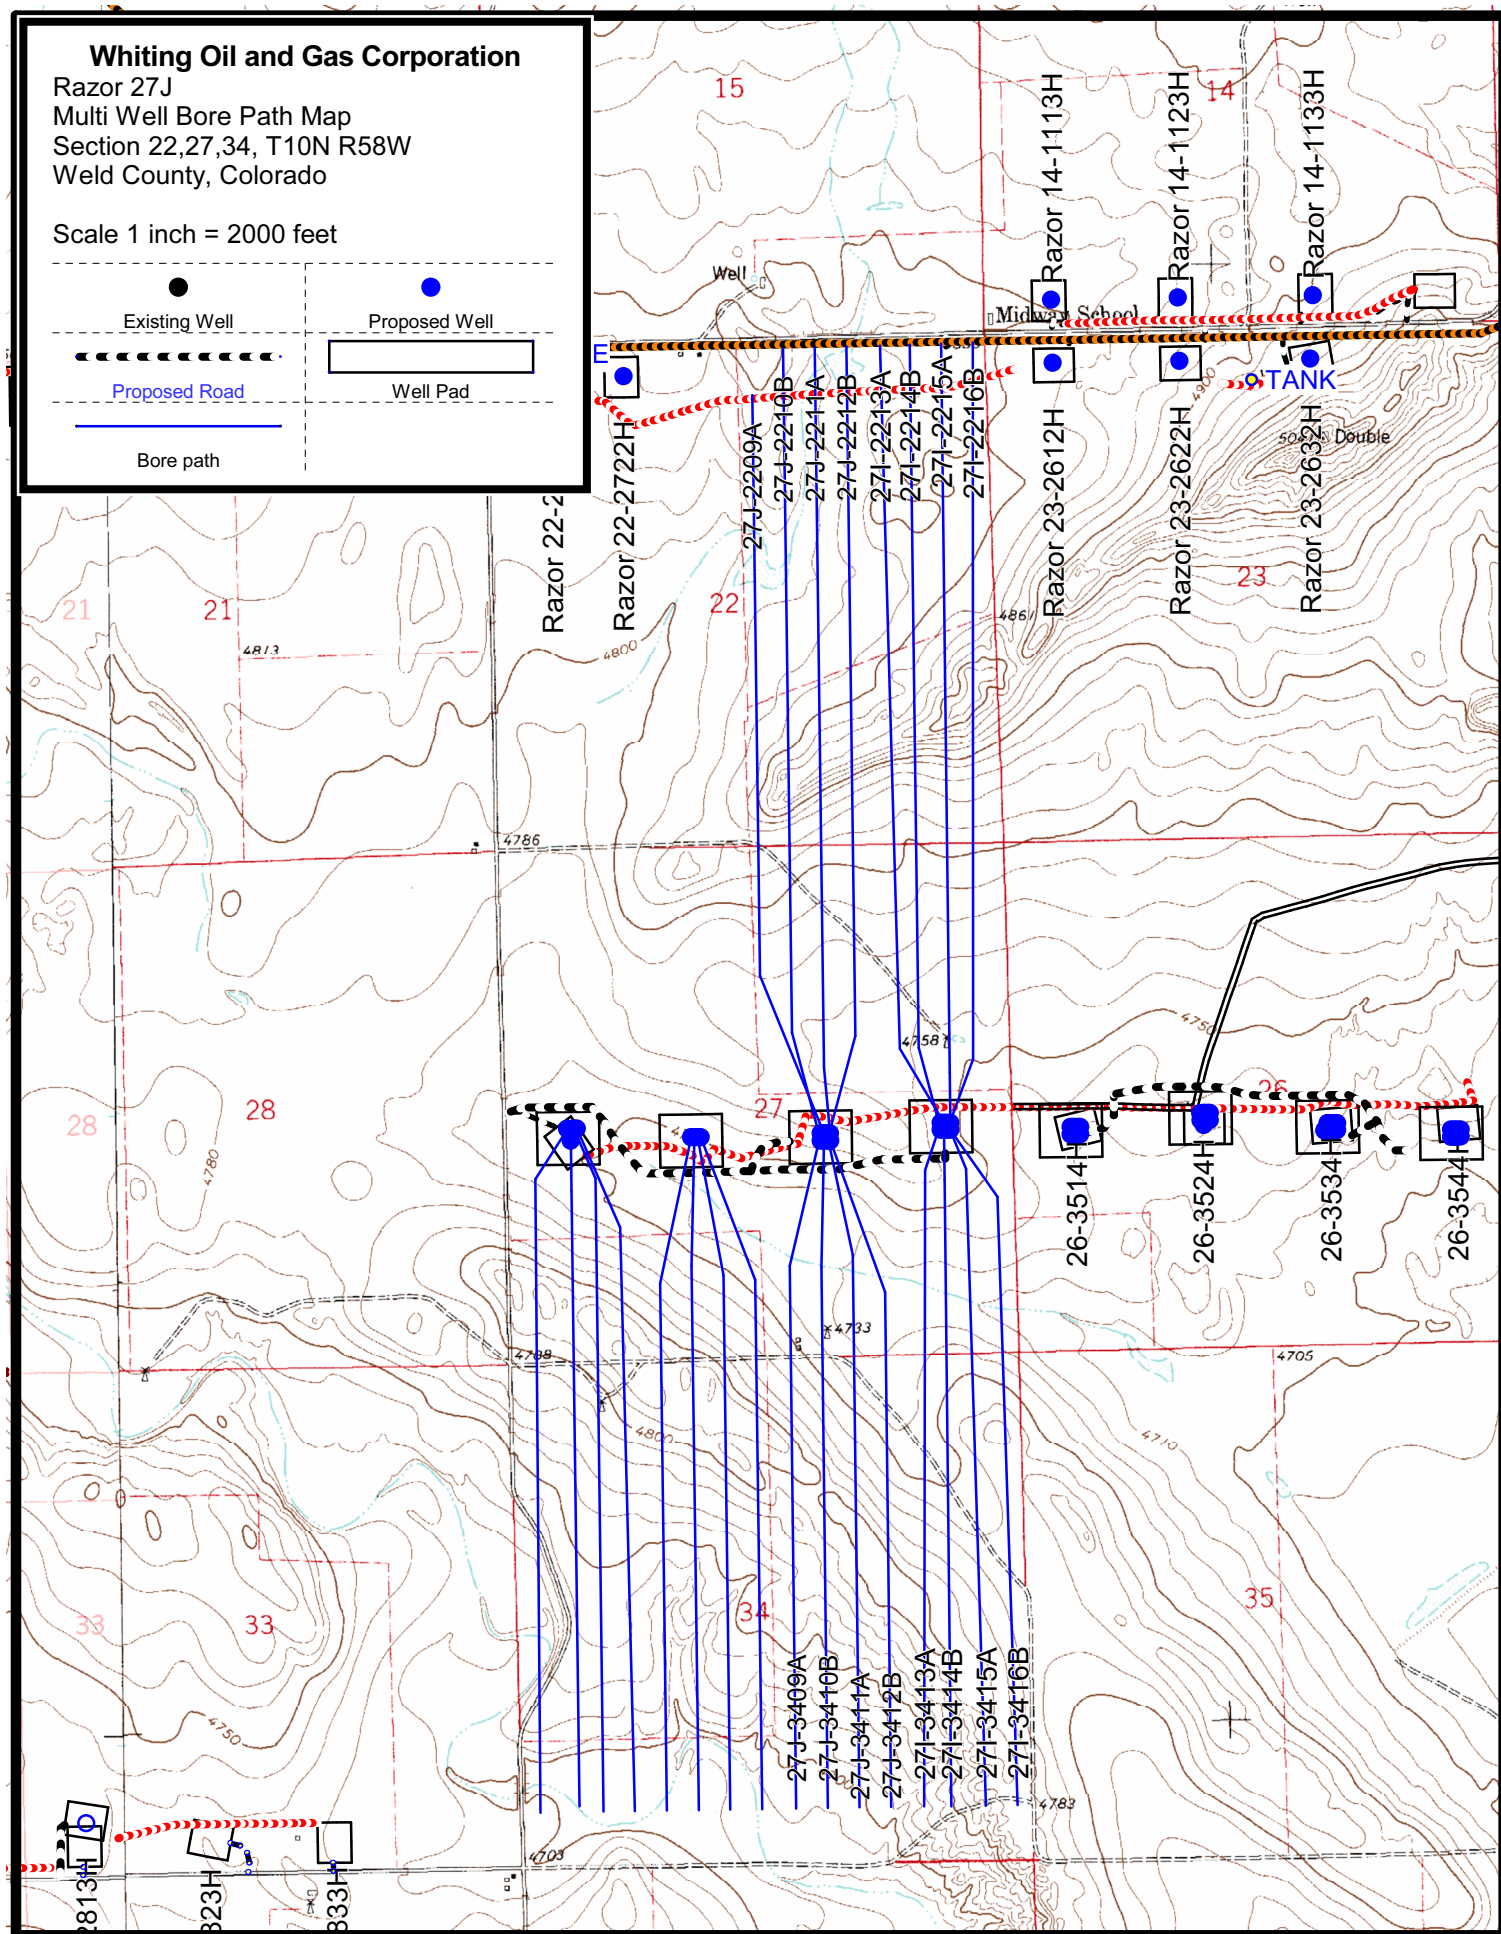 Whiting Oil and Gas Corporation
Razor 27J
Multi Well Bore Path Map
Section 22,27,34, T10N R58W
Weld County, Colorado
Scale 1 inch = 2000 feet
Existing Well
Proposed Well
Proposed Road
Well Pad
Bore path
15
14
Razor 14-1113H
Razor 14-1123H
Razor 14-1133H
Well
Midway School
E
TANK
4900
Double
Razor 22-2
Razor 22-2722H
27J-2209A
27J-2210B
27J-2211A
27J-2212B
27I-2213A
27I-2214B
27I-2215A
27I-2216B
Razor 23-2612H
Razor 23-2622H
Razor 23-2632H
21
21
22
23
4861
4813
4800
4786
4750
4758
28
28
27
26
4780
26-3514
26-3524H
26-3534
26-3544H
4733
4708
4705
4800
4710
33
33
34
35
27J-3409A
27J-3410B
27J-3411A
27J-3412B
27I-3413A
27I-3414B
27I-3415A
27I-3416B
4750
4783
4703
2813H
823H
833H